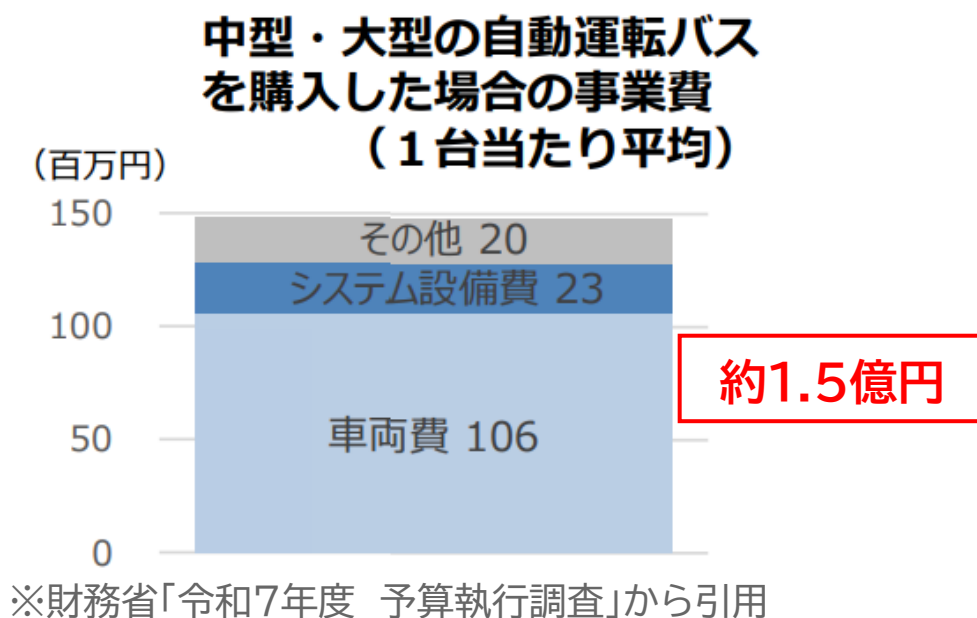 中型・大型の自動運転バス
を購入した場合の事業費
（１台当たり平均）
（百万円）
150
その他 20
システム設備費 23
100
約1.5億円
車両費 106
50
0
※財務省「令和7年度　予算執行調査」から引用